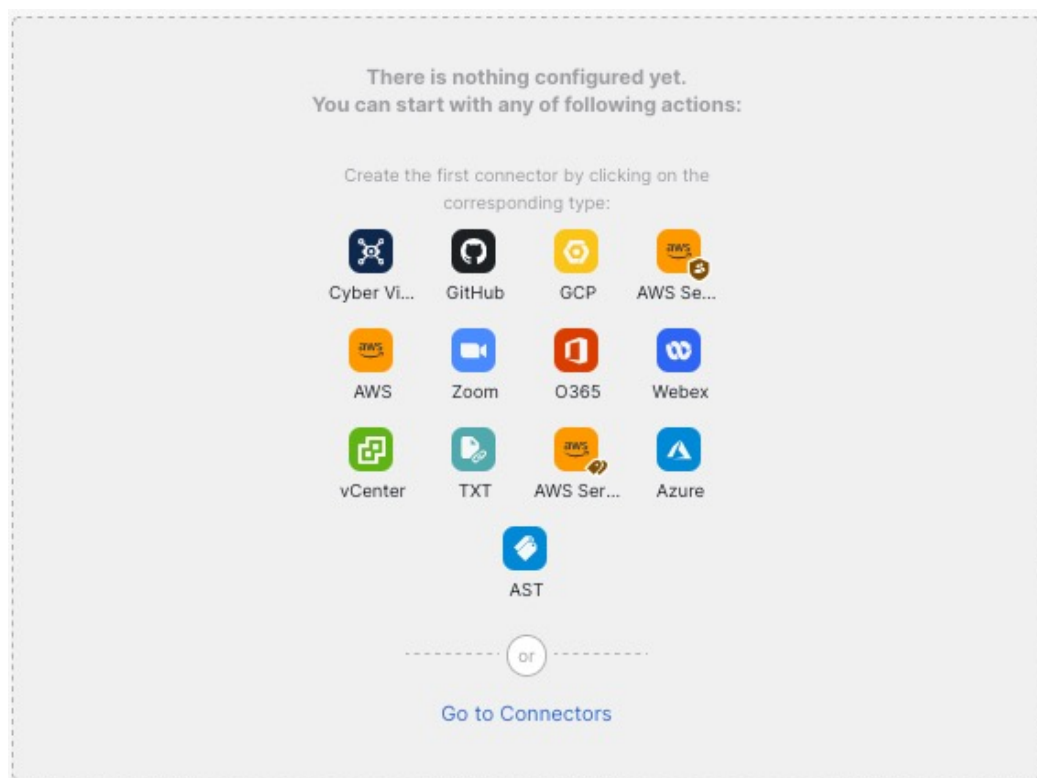 There is nothing configured yet.
You can start with any of following actions:
Create the first connector by clicking on the
corresponding type:
Cyber Vi... GitHub GCP AWS Se...
AWS Zoom O365 Webex
vCenter TXT AWS Ser... Azure
AST
or
Go to Connectors